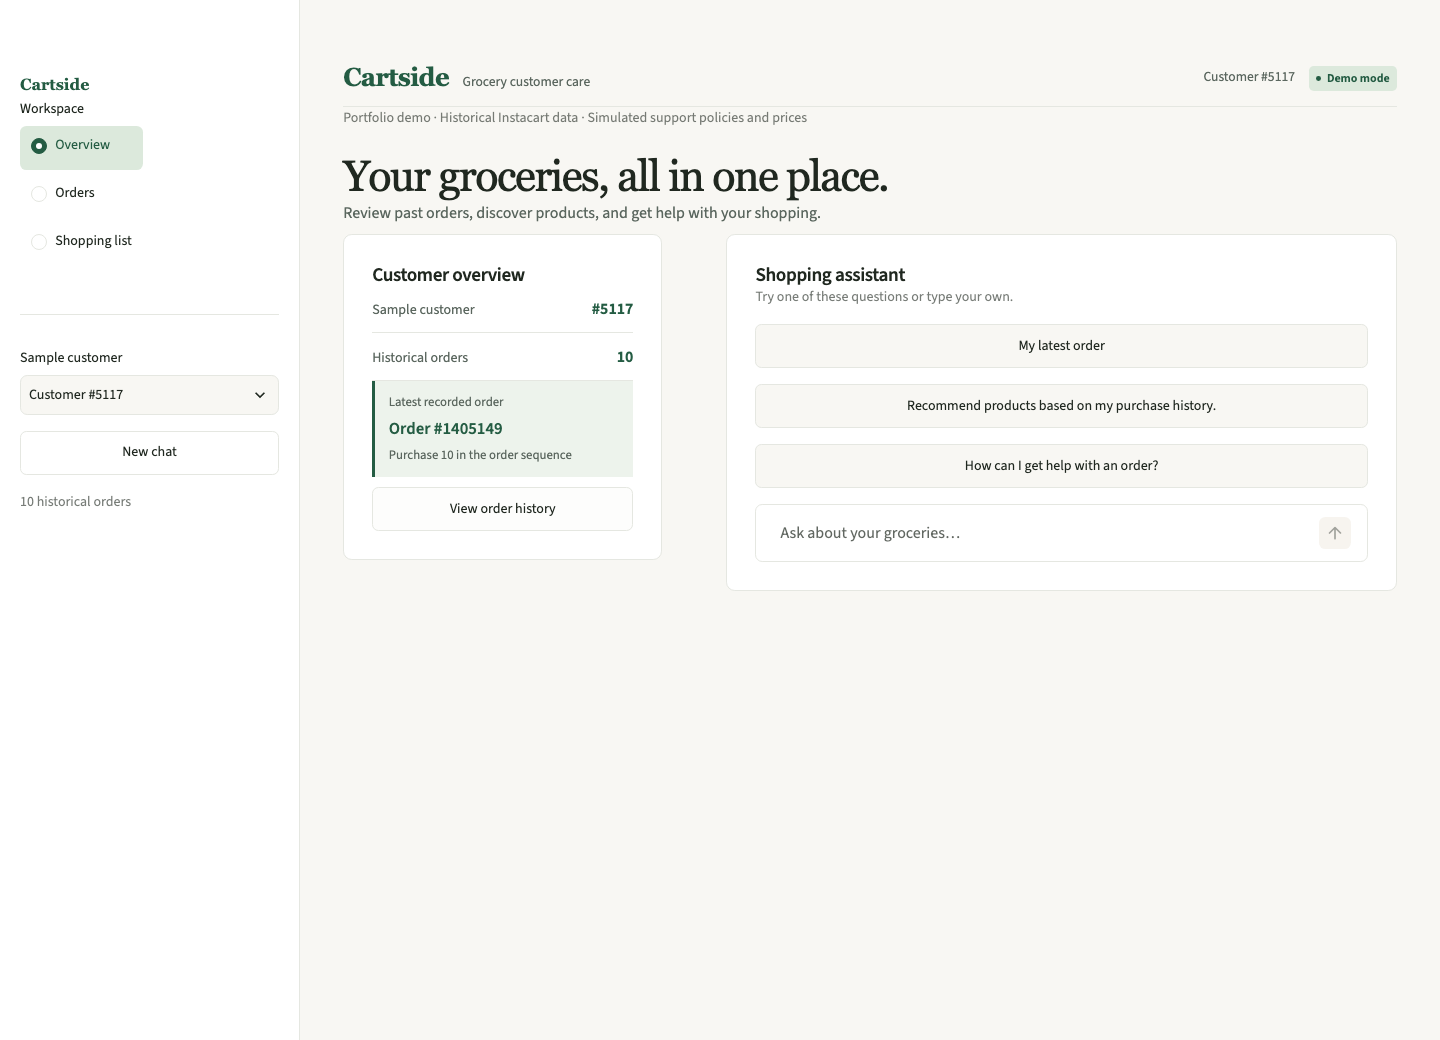 Cartside
Workspace
Overview
Orders
Shopping list
Sample customer
Customer #5117
New chat
10 historical orders
Cartside Grocery customer care
Customer #5117 • Demo mode
Portfolio demo · Historical Instacart data · Simulated support policies and prices
Your groceries, all in one place.
Review past orders, discover products, and get help with your shopping.
Customer overview
Sample customer #5117
Historical orders 10
Latest recorded order
Order #1405149
Purchase 10 in the order sequence
View order history
Shopping assistant
Try one of these questions or type your own.
My latest order
Recommend products based on my purchase history.
How can I get help with an order?
Ask about your groceries…